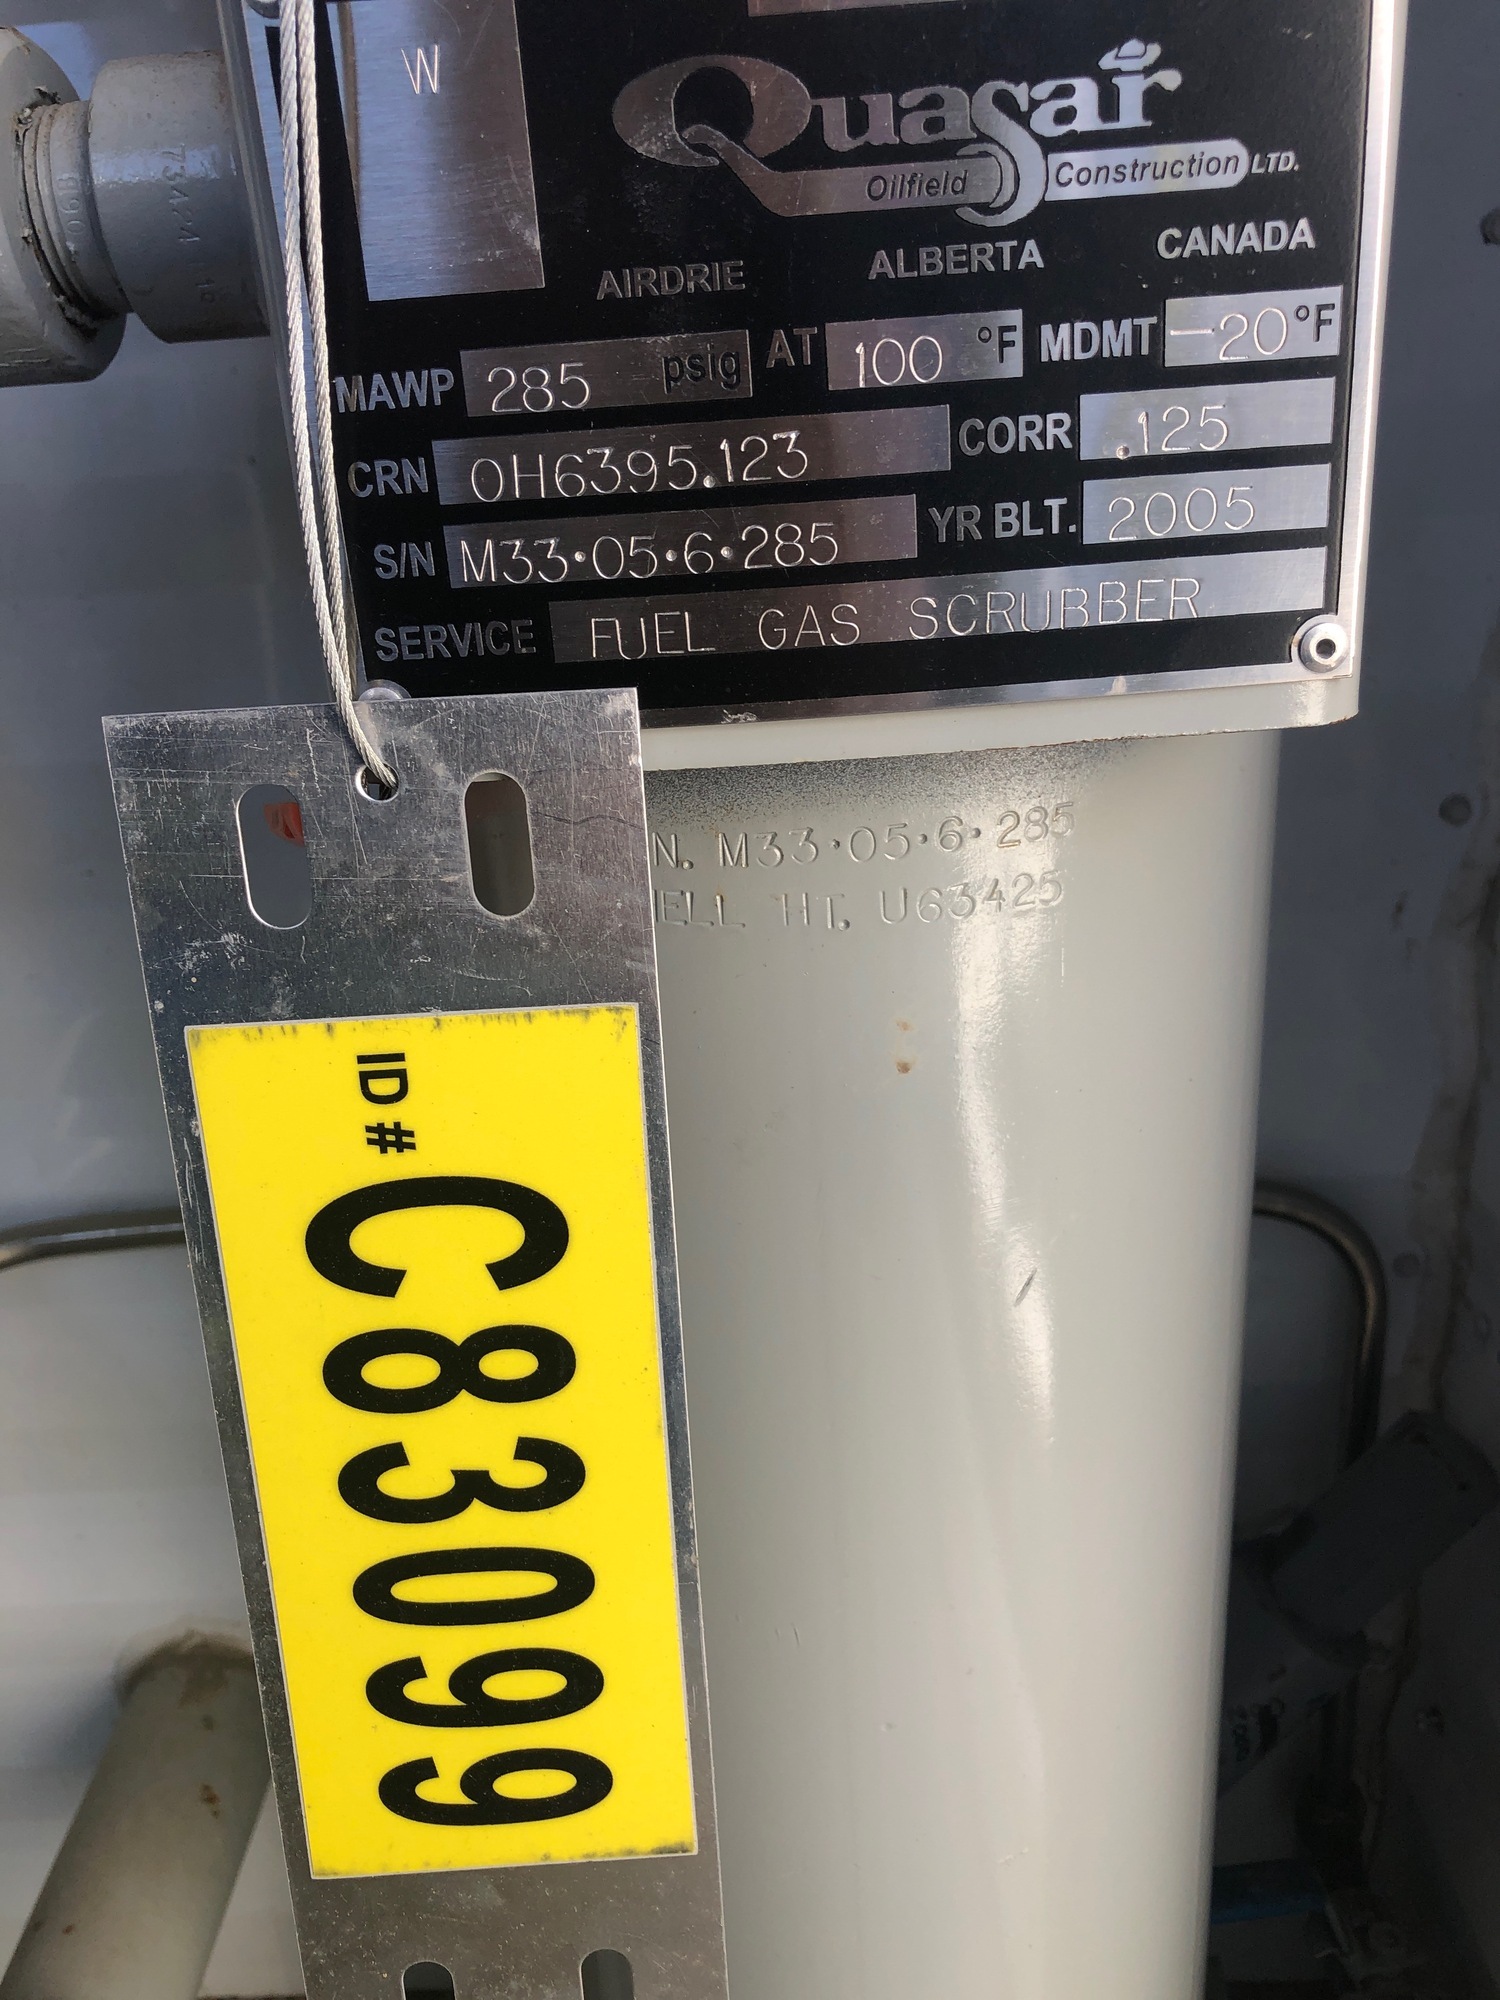 W
Quasar
Oilfield Construction LTD.
AIRDRIE ALBERTA CANADA
MAWP 285 psig AT 100 °F MDMT -20°F
CRN 0H6395.123 CORR .125
S/N M33·05·6·285 YR BLT. 2005
SERVICE FUEL GAS SCRUBBER
N. M33·05·6·285
ELL HT. U63425
ID # C83099